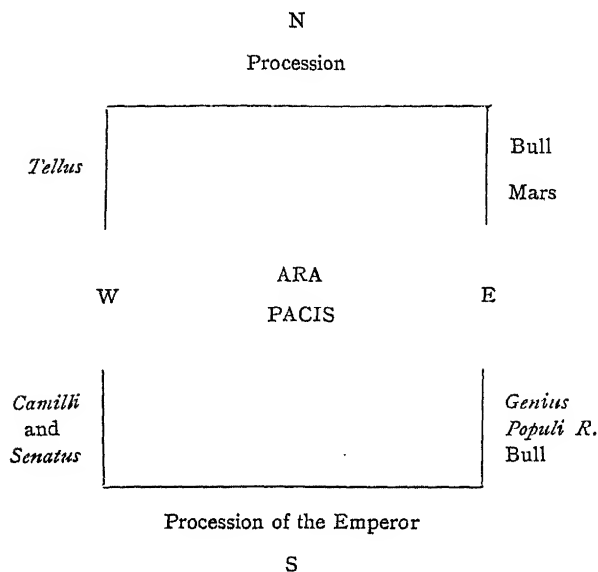 N
Procession
Tellus
Bull
Mars
W
ARA
PACIS
E
Camilli
and
Senatus
Genius
Populi R.
Bull
Procession of the Emperor
S